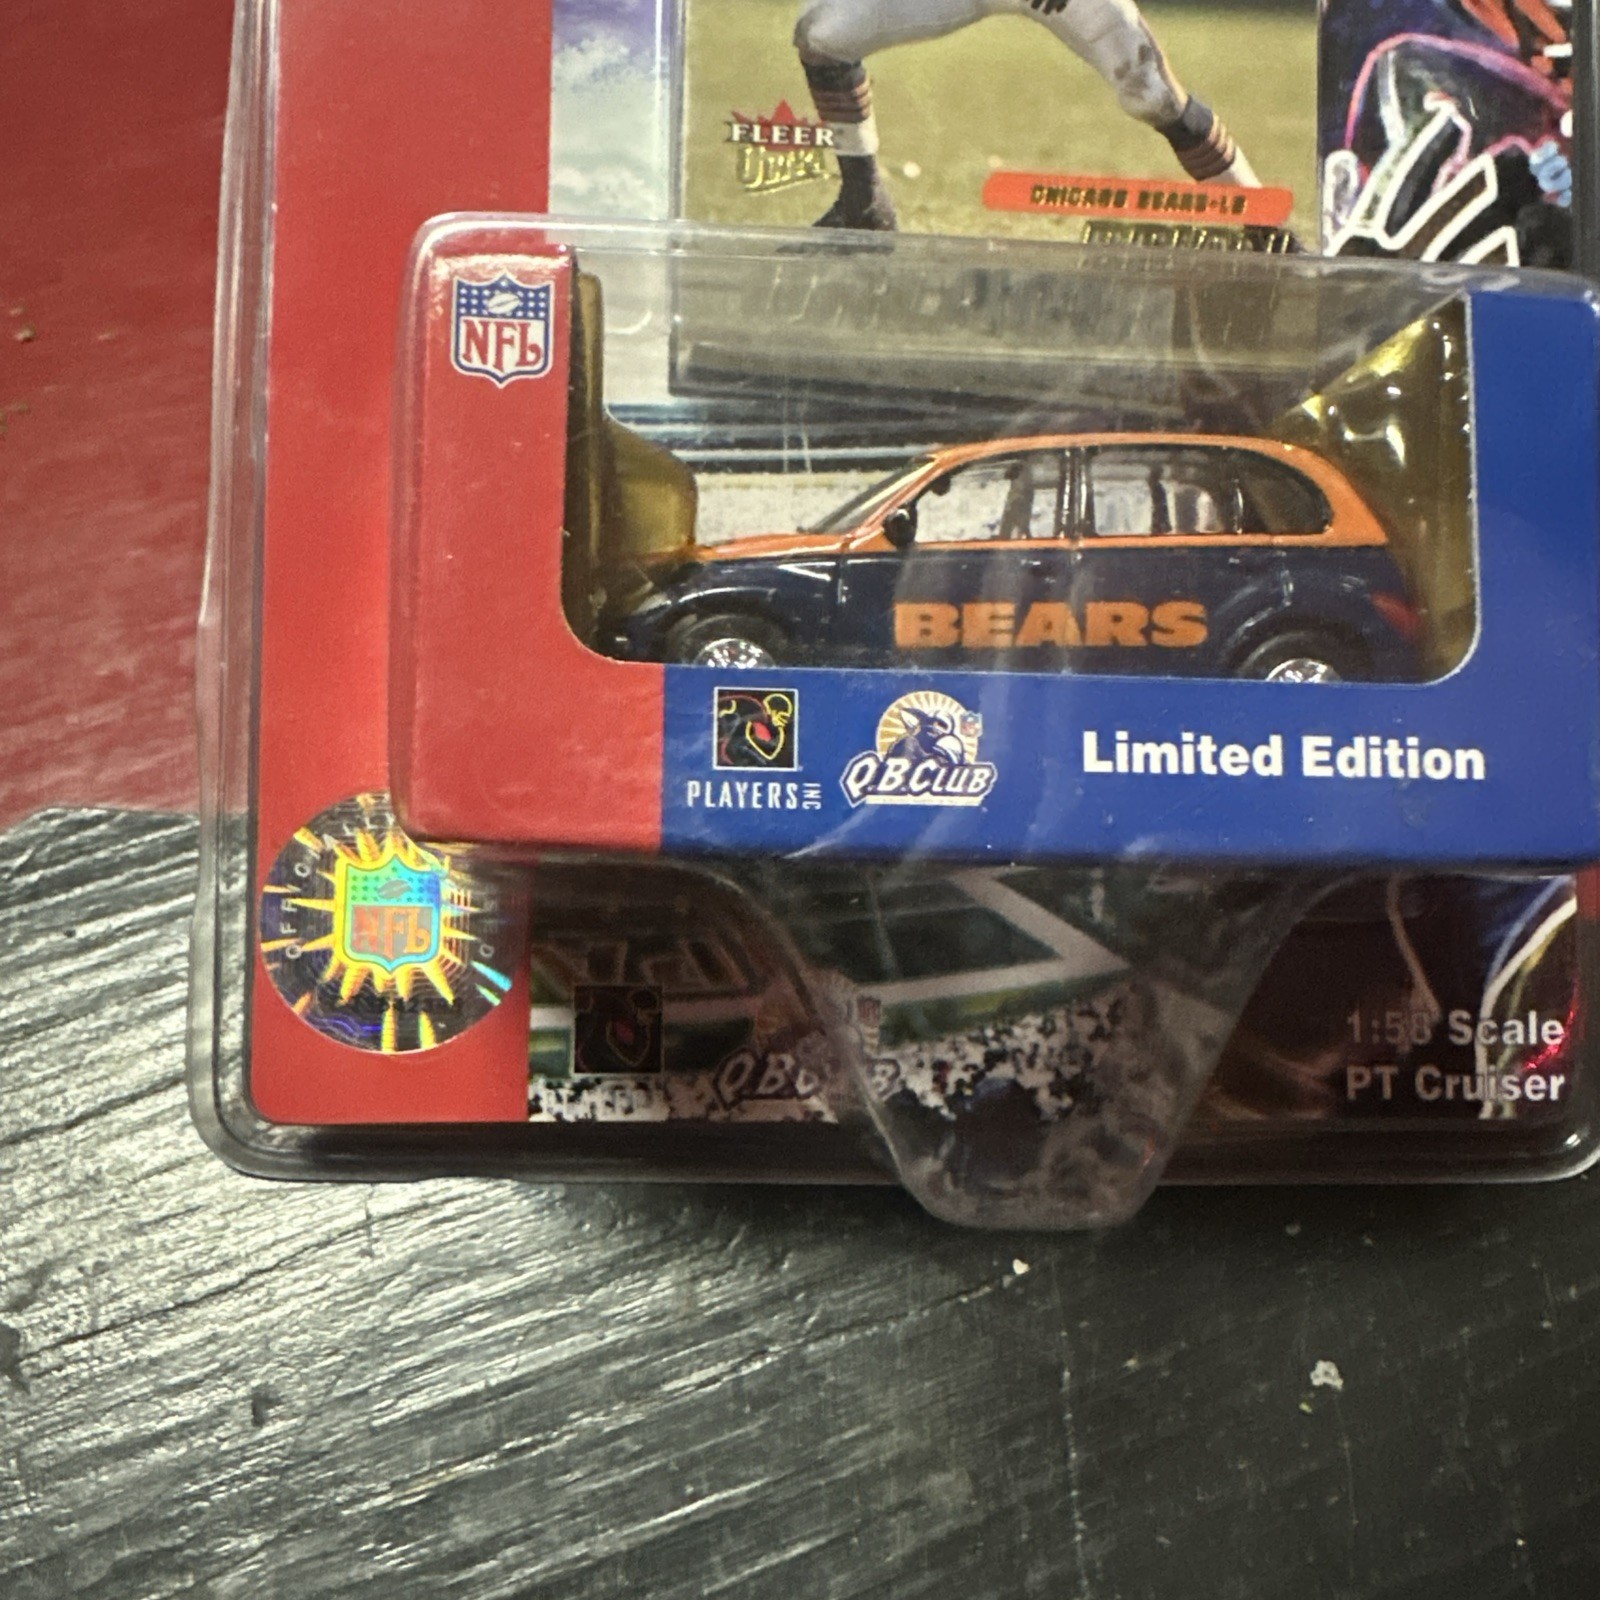 FLEER
Ultra
CHICAGO BEARS•LB
NFL
BEARS
PLAYERS INC
Q.B. CLUB
Limited Edition
NFL
1:58 Scale
PT Cruiser